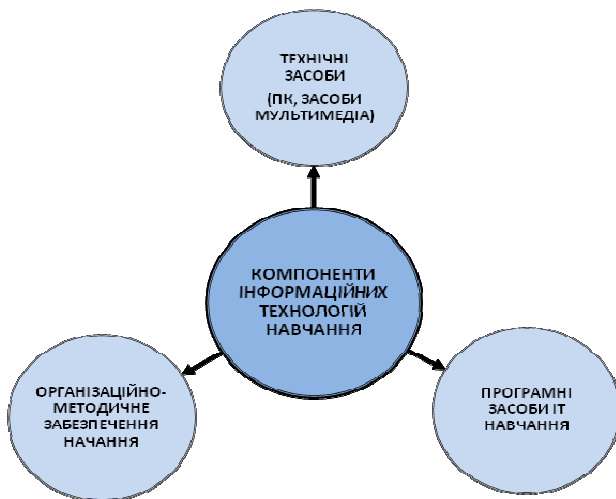 ТЕХНІЧНІ
ЗАСОБИ
(ПК, ЗАСОБИ
МУЛЬТИМЕДІА)
КОМПОНЕНТИ
ІНФОРМАЦІЙНИХ
ТЕХНОЛОГІЙ
НАВЧАННЯ
ОРГАНІЗАЦІЙНО-
МЕТОДИЧНЕ
ЗАБЕЗПЕЧЕННЯ
НАЧАННЯ
ПРОГРАМНІ
ЗАСОБИ ІТ
НАВЧАННЯ